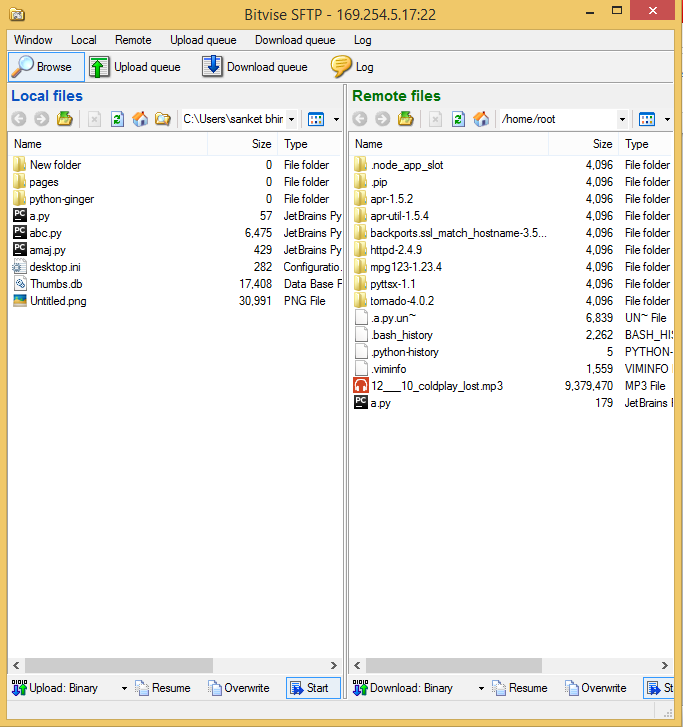 Bitvise SFTP - 169.254.5.17:22
Window Local Remote Upload queue Download queue Log
Browse Upload queue Download queue Log
Local files
C:\Users\sanket bhir
Name Size Type
New folder 0 File folder
pages 0 File folder
python-ginger 0 File folder
PC a.py 57 JetBrains Py
PC abc.py 6,475 JetBrains Py
PC amaj.py 429 JetBrains Py
desktop.ini 282 Configuratio.
Thumbs.db 17,408 Data Base F
Untitled.png 30,991 PNG File
Upload: Binary Resume Overwrite Start
Remote files
/home/root
Name Size Type
.node_app_slot 4,096 File folder
.pip 4,096 File folder
apr-1.5.2 4,096 File folder
apr-util-1.5.4 4,096 File folder
backports.ssl_match_hostname-3.5... 4,096 File folder
httpd-2.4.9 4,096 File folder
mpg123-1.23.4 4,096 File folder
pyttsx-1.1 4,096 File folder
tornado-4.0.2 4,096 File folder
.a.py.un~ 6,839 UN~ File
.bash_history 2,262 BASH_HIS
.python-history 5 PYTHON-
.viminfo 1,559 VIMINFO
12___10_coldplay_lost.mp3 9,379,470 MP3 File
PC a.py 179 JetBrains F
Download: Binary Resume Overwrite St